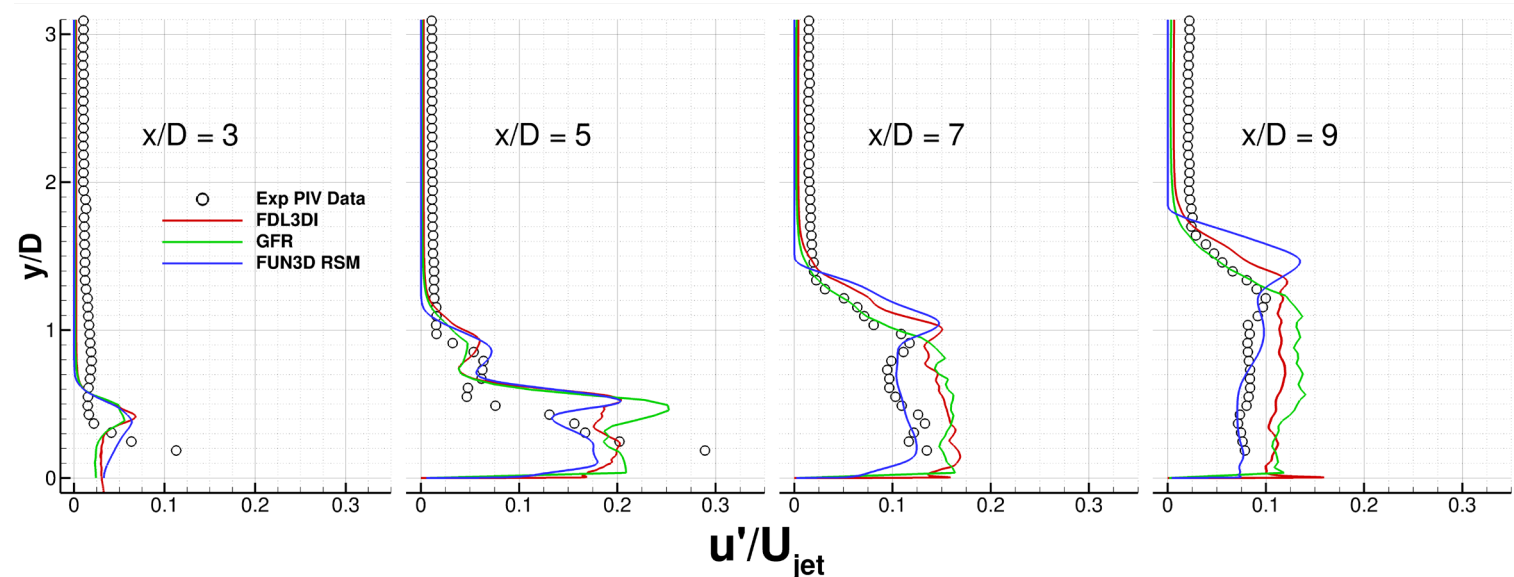 3
2
1
0
y/D
x/D = 3
x/D = 5
x/D = 7
x/D = 9
Exp PIV Data
FDL3DI
GFR
FUN3D RSM
0 0.1 0.2 0.3
0 0.1 0.2 0.3
0 0.1 0.2 0.3
0 0.1 0.2 0.3
u'/Ujet